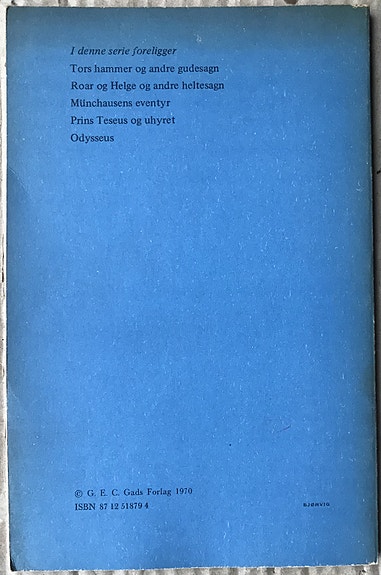 I denne serie foreligger
Tors hammer og andre gudesagn
Roar og Helge og andre heltesagn
Münchausens eventyr
Prins Teseus og uhyret
Odysseus
© G. E. C. Gads Forlag 1970
ISBN 87 12 51879 4
BJØRVIG